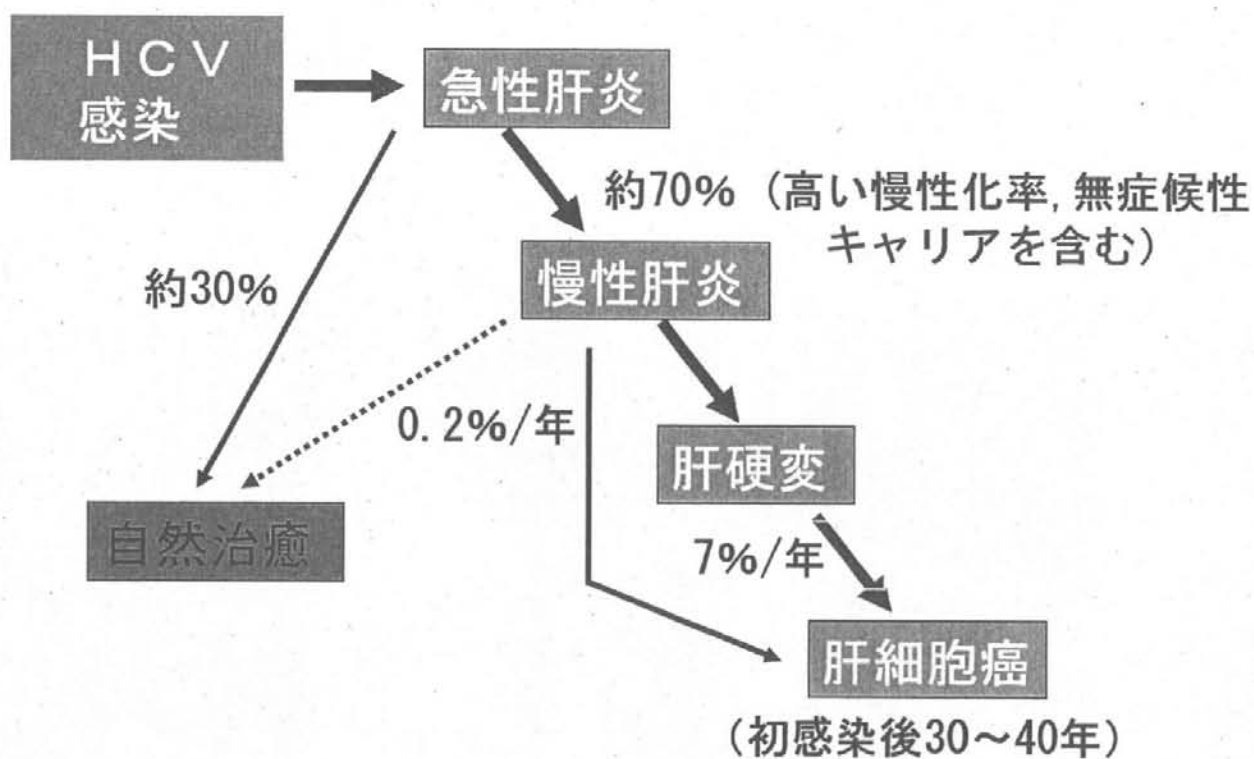 HCV
感染
急性肝炎
約70% (高い慢性化率, 無症候性
キャリアを含む)
慢性肝炎
約30%
0.2%/年
肝硬変
自然治癒
7%/年
肝細胞癌
(初感染後30〜40年)